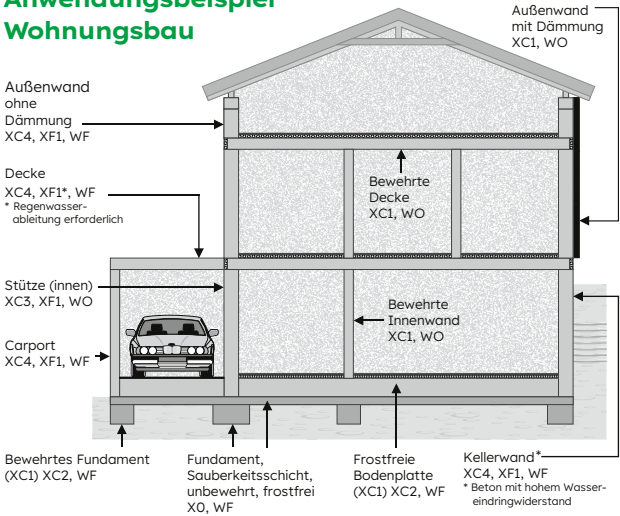 Anwendungsbeispiel
Wohnungsbau
Außenwand
mit Dämmung
XC1, WO
Außenwand
ohne
Dämmung
XC4, XF1, WF
Decke
XC4, XF1*, WF
* Regenwasser-
ableitung erforderlich
Bewehrte
Decke
XC1, WO
Stütze (innen)
XC3, XF1, WO
Bewehrte
Innenwand
XC1, WO
Carport
XC4, XF1, WF
Bewehrtes Fundament
(XC1) XC2, WF
Fundament,
Sauberkeitsschicht,
unbewehrt, frostfrei
X0, WF
Frostfreie
Bodenplatte
(XC1) XC2, WF
Kellerwand*
XC4, XF1, WF
* Beton mit hohem Wasser-
eindringwiderstand